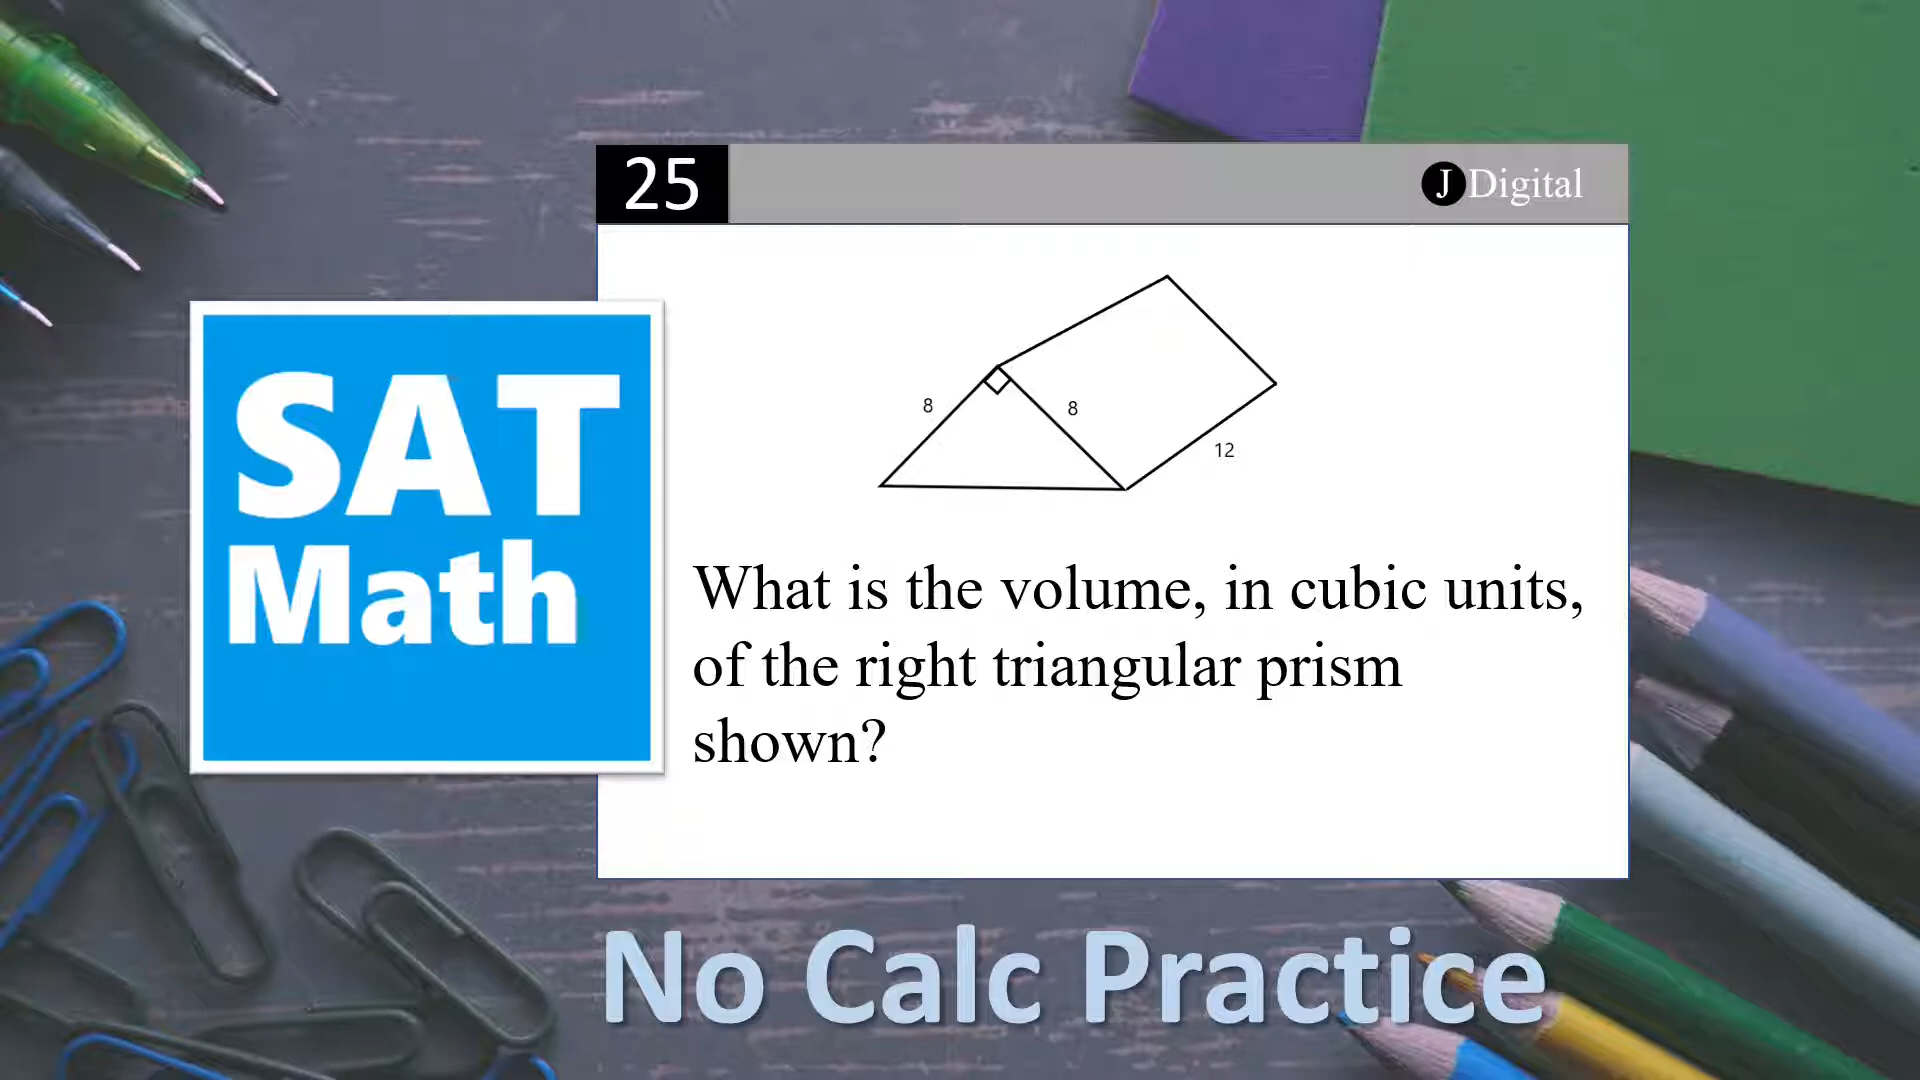 25
J Digital
SAT
Math
8
8
12
What is the volume, in cubic units,
of the right triangular prism
shown?
No Calc Practice